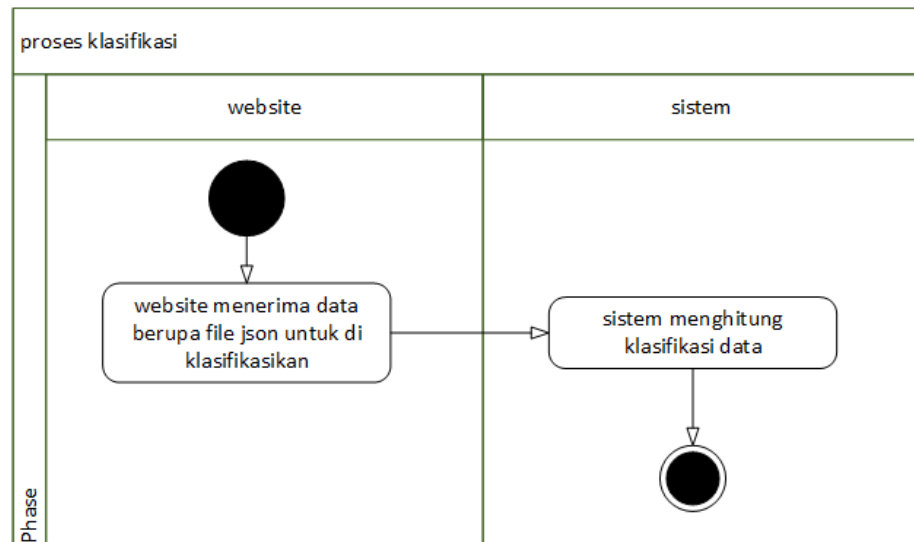 proses klasifikasi
website
sistem
website menerima data
berupa file json untuk di
klasifikasikan
sistem menghitung
klasifikasi data
Phase